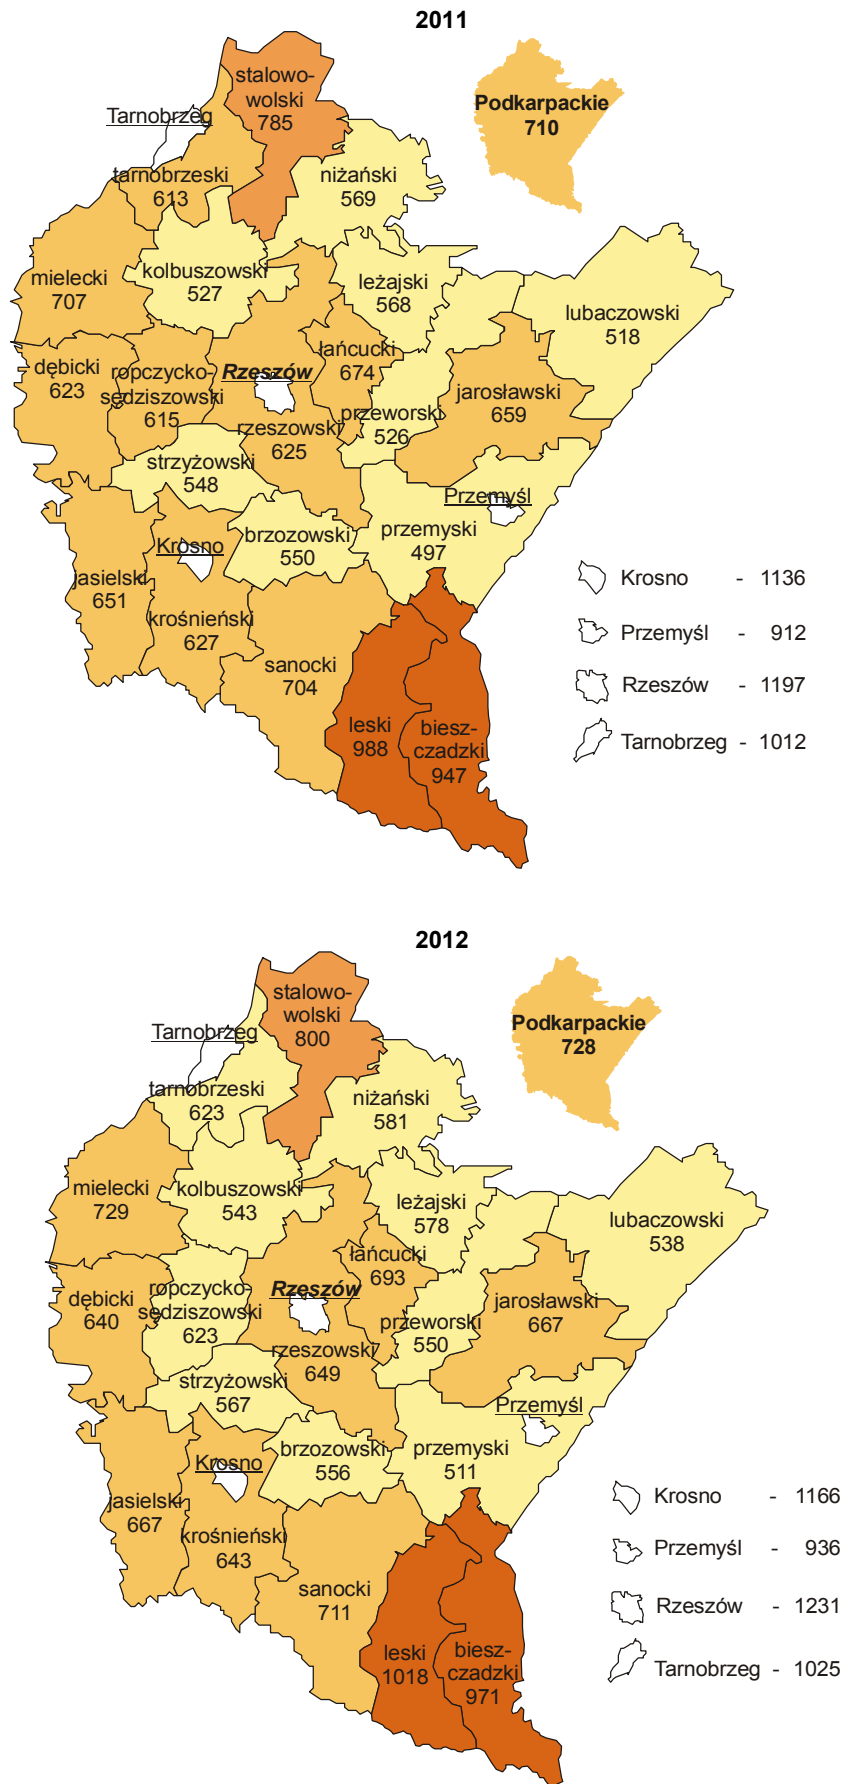 2011
stalowo-
wolski
785
Podkarpackie
710
Tarnobrzeg
tarnobrzeski
613
niżański
569
mielecki
707
kolbuszowski
527
leżajski
568
lubaczowski
518
dębicki
623
ropczycko-
sędziszowski
615
Rzeszów
łańcucki
674
jarosławski
659
przeworski
526
rzeszowski
625
strzyżowski
548
Przemyśl
Krosno
brzozowski
550
przemyski
497
jasielski
651
krośnieński
627
sanocki
704
leski
988
biesz-
czadzki
947
Krosno - 1136
Przemyśl - 912
Rzeszów - 1197
Tarnobrzeg - 1012
2012
stalowo-
wolski
800
Podkarpackie
728
Tarnobrzeg
tarnobrzeski
623
niżański
581
mielecki
729
kolbuszowski
543
leżajski
578
lubaczowski
538
dębicki
640
ropczycko-
sędziszowski
623
Rzeszów
łańcucki
693
jarosławski
667
przeworski
550
rzeszowski
649
strzyżowski
567
Przemyśl
Krosno
brzozowski
556
przemyski
511
jasielski
667
krośnieński
643
sanocki
711
leski
1018
biesz-
czadzki
971
Krosno - 1166
Przemyśl - 936
Rzeszów - 1231
Tarnobrzeg - 1025